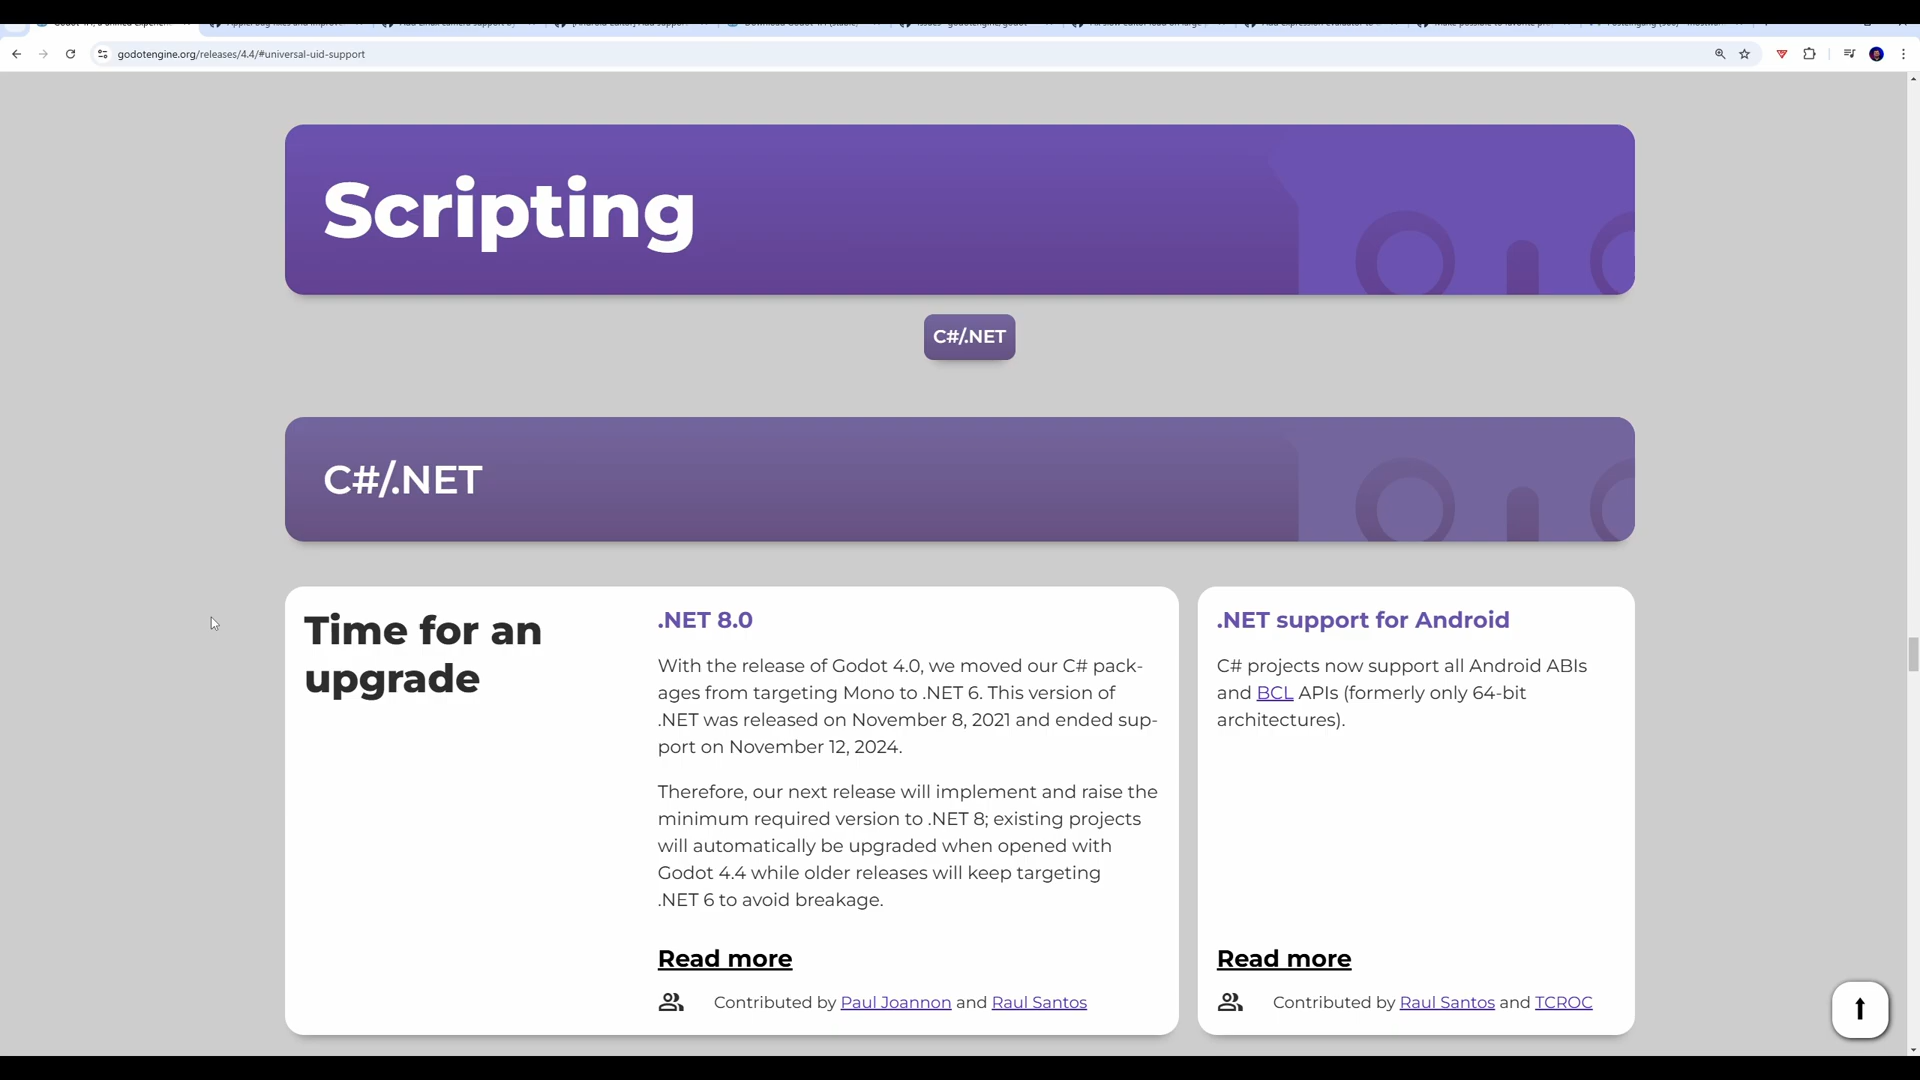 godotengine.org/releases/4.4/#universal-uid-support
Scripting
C#/.NET
C#/.NET
Time for an
upgrade
.NET 8.0
With the release of Godot 4.0, we moved our C# pack-
ages from targeting Mono to .NET 6. This version of
.NET was released on November 8, 2021 and ended sup-
port on November 12, 2024.
Therefore, our next release will implement and raise the
minimum required version to .NET 8; existing projects
will automatically be upgraded when opened with
Godot 4.4 while older releases will keep targeting
.NET 6 to avoid breakage.
Read more
Contributed by Paul Joannon and Raul Santos
.NET support for Android
C# projects now support all Android ABIs
and BCL APIs (formerly only 64-bit
architectures).
Read more
Contributed by Raul Santos and TCROC